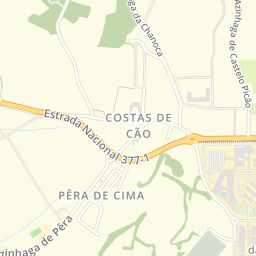 Azinhaga da Chanoca
Azinhaga de Castelo Picão
Estrada Nacional 377-1
COSTAS DE
CÃO
PÊRA DE CIMA
Azinhaga de Pêra